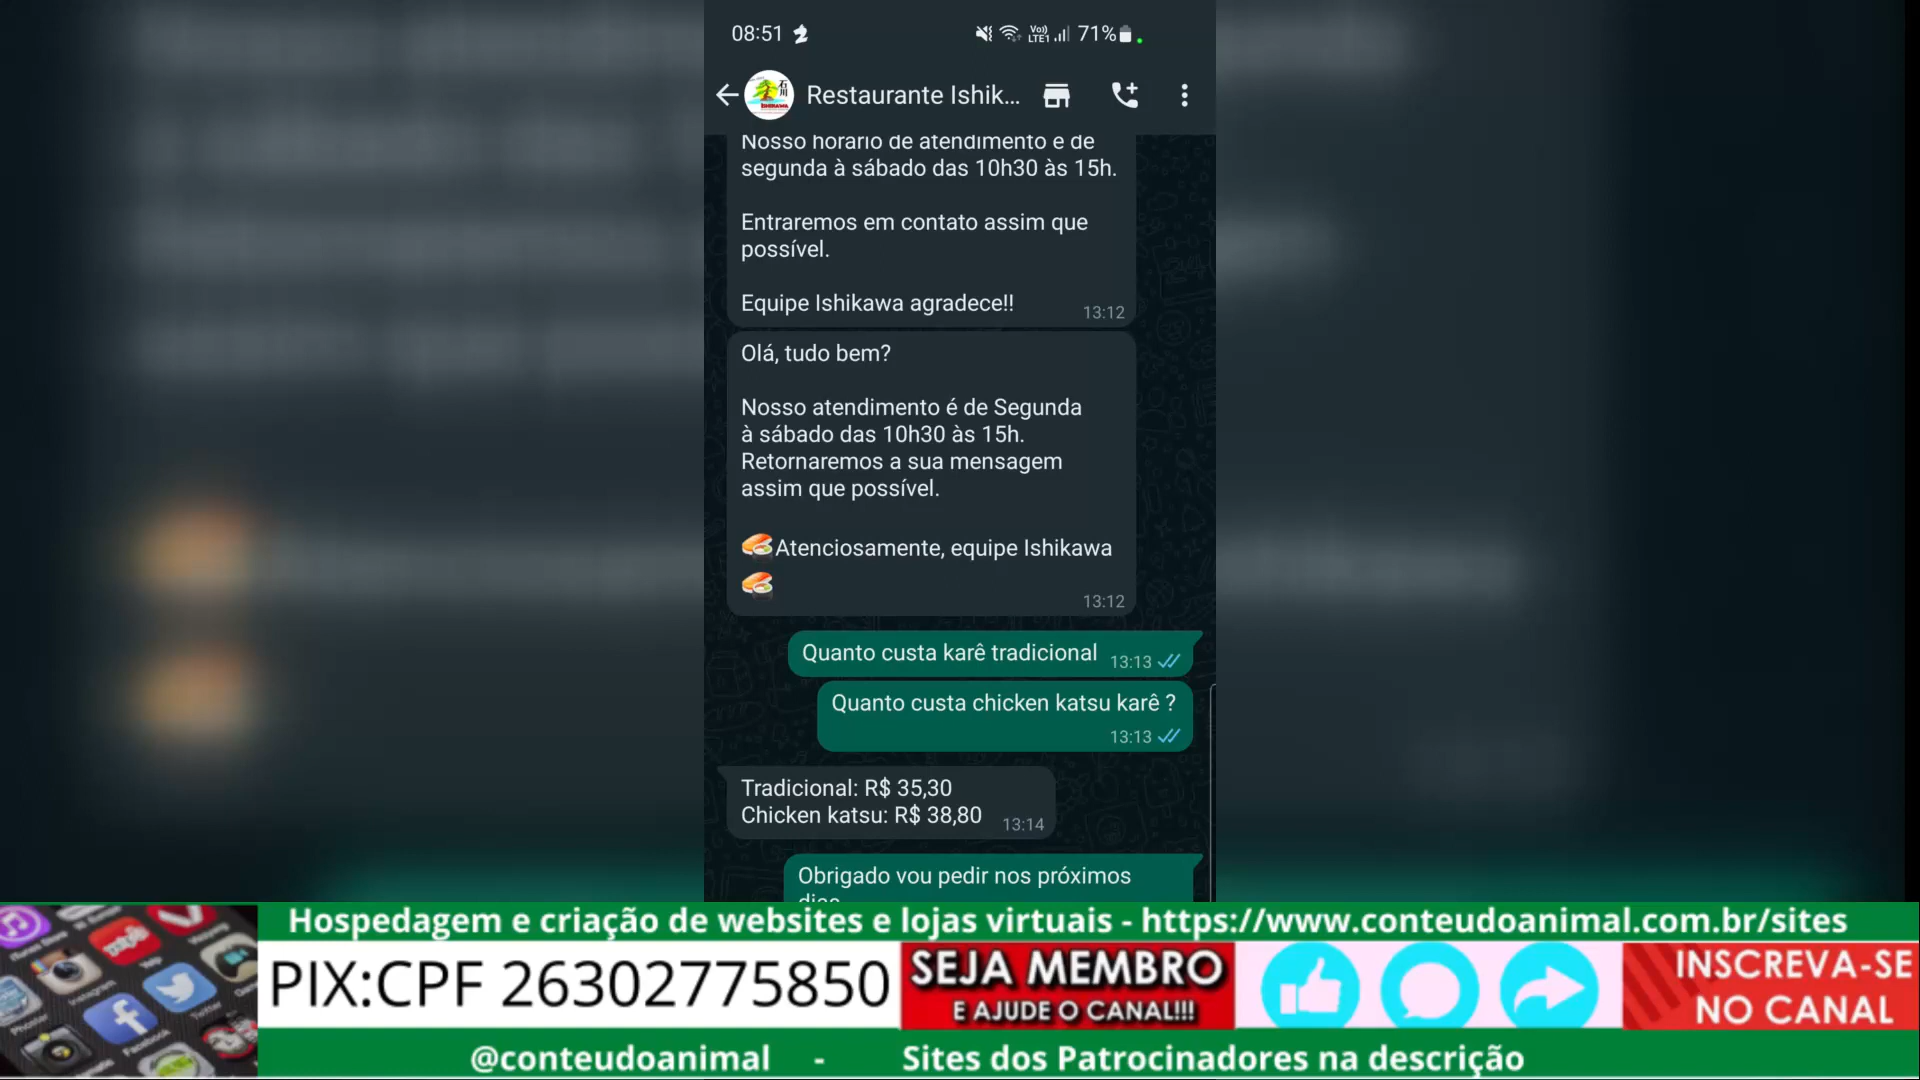 08:51
Vo))
LTE1
71%
Restaurante Ishik...
Nosso horário de atendimento é de
segunda à sábado das 10h30 às 15h.
Entraremos em contato assim que
possível.
Equipe Ishikawa agradece!!
13:12
Olá, tudo bem?
Nosso atendimento é de Segunda
à sábado das 10h30 às 15h.
Retornaremos a sua mensagem
assim que possível.
Atenciosamente, equipe Ishikawa
13:12
Quanto custa karê tradicional
13:13
Quanto custa chicken katsu karê ?
13:13
Tradicional: R$ 35,30
Chicken katsu: R$ 38,80
13:14
Obrigado vou pedir nos próximos
dias
Hospedagem e criação de websites e lojas virtuais - https://www.conteudoanimal.com.br/sites
PIX:CPF 26302775850
SEJA MEMBRO
E AJUDE O CANAL!!!
INSCREVA-SE
NO CANAL
@conteudoanimal - Sites dos Patrocinadores na descrição